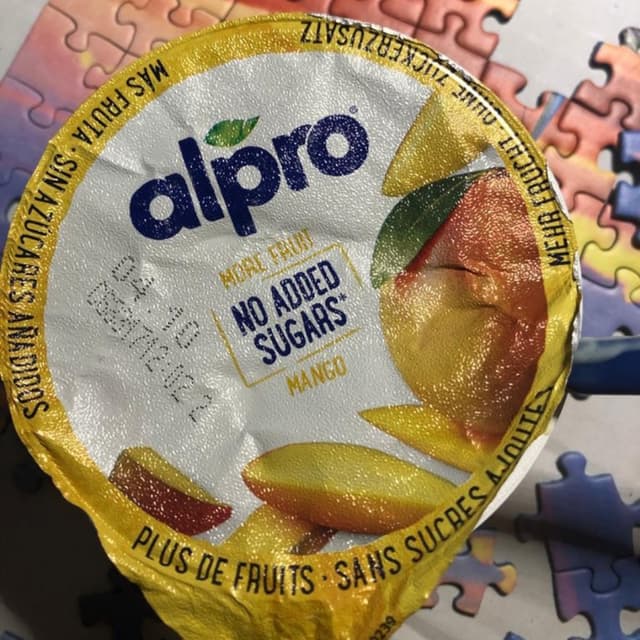 alpro®
MORE FRUIT
NO ADDED
SUGARS*
MANGO
04.10
MÁS FRUTA · SIN AZÚCARES AÑADIDOS
MEHR FRUCHT · OHNE ZUCKERZUSATZ
PLUS DE FRUITS · SANS SUCRES AJOUTÉS